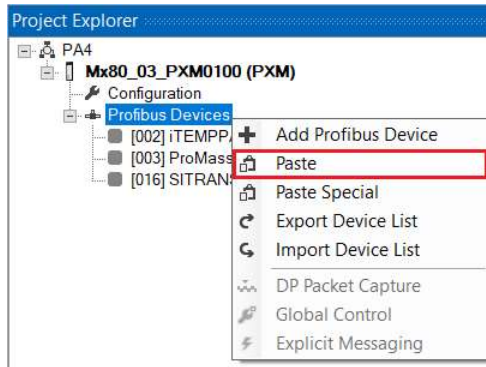 Project Explorer
PA4
Mx80_03_PXM0100 (PXM)
Configuration
Profibus Devices
[002] iTEMPPA
[003] ProMass
[016] SITRANS
Add Profibus Device
Paste
Paste Special
Export Device List
Import Device List
DP Packet Capture
Global Control
Explicit Messaging